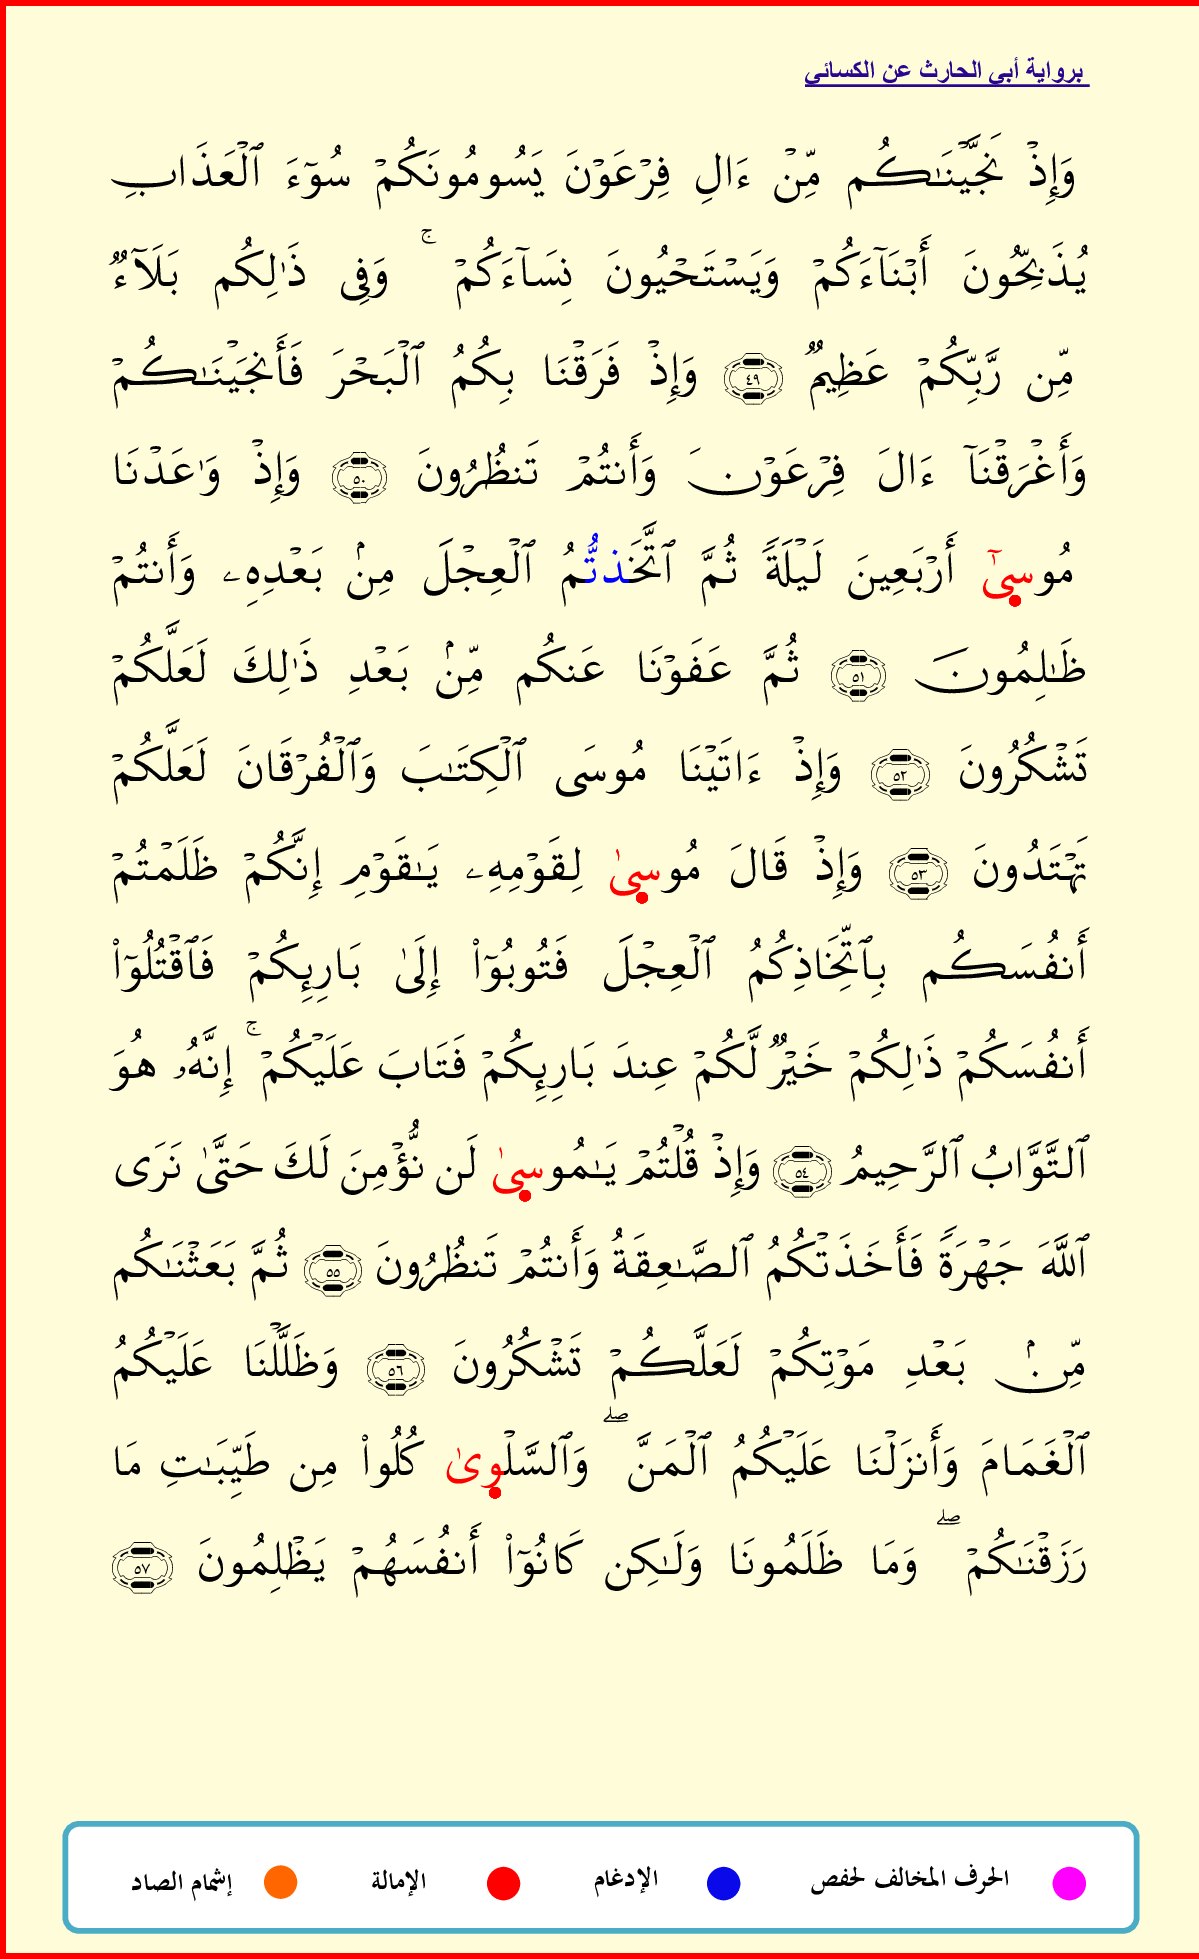 برواية أبي الحارث عن الكسائي
وَإِذْ نَجَّيْنَٰكُم مِّنْ ءَالِ فِرْعَوْنَ يَسُومُونَكُمْ سُوٓءَ ٱلْعَذَابِ
يُذَبِّحُونَ أَبْنَآءَكُمْ وَيَسْتَحْيُونَ نِسَآءَكُمْ ۚ وَفِى ذَٰلِكُم بَلَآءٌ
مِّن رَّبِّكُمْ عَظِيمٌ ٤٩ وَإِذْ فَرَقْنَا بِكُمُ ٱلْبَحْرَ فَأَنجَيْنَٰكُمْ
وَأَغْرَقْنَآ ءَالَ فِرْعَوْنَ وَأَنتُمْ تَنظُرُونَ ٥٠ وَإِذْ وَٰعَدْنَا
مُوسِىٰٓ أَرْبَعِينَ لَيْلَةً ثُمَّ ٱتَّخَذتُّمُ ٱلْعِجْلَ مِنۢ بَعْدِهِۦ وَأَنتُمْ
ظَٰلِمُونَ ٥١ ثُمَّ عَفَوْنَا عَنكُم مِّنۢ بَعْدِ ذَٰلِكَ لَعَلَّكُمْ
تَشْكُرُونَ ٥٢ وَإِذْ ءَاتَيْنَا مُوسَى ٱلْكِتَٰبَ وَٱلْفُرْقَانَ لَعَلَّكُمْ
تَهْتَدُونَ ٥٣ وَإِذْ قَالَ مُوسِىٰ لِقَوْمِهِۦ يَٰقَوْمِ إِنَّكُمْ ظَلَمْتُمْ
أَنفُسَكُم بِٱتِّخَاذِكُمُ ٱلْعِجْلَ فَتُوبُوٓا۟ إِلَىٰ بَارِئِكُمْ فَٱقْتُلُوٓا۟
أَنفُسَكُمْ ذَٰلِكُمْ خَيْرٌ لَّكُمْ عِندَ بَارِئِكُمْ فَتَابَ عَلَيْكُمْ ۚ إِنَّهُۥ هُوَ
ٱلتَّوَّابُ ٱلرَّحِيمُ ٥٤ وَإِذْ قُلْتُمْ يَٰمُوسِىٰ لَن نُّؤْمِنَ لَكَ حَتَّىٰ نَرَى
ٱللَّهَ جَهْرَةً فَأَخَذَتْكُمُ ٱلصَّٰعِقَةُ وَأَنتُمْ تَنظُرُونَ ٥٥ ثُمَّ بَعَثْنَٰكُم
مِّنۢ بَعْدِ مَوْتِكُمْ لَعَلَّكُمْ تَشْكُرُونَ ٥٦ وَظَلَّلْنَا عَلَيْكُمُ
ٱلْغَمَامَ وَأَنزَلْنَا عَلَيْكُمُ ٱلْمَنَّ ۖ وَٱلسَّلْوِىٰ كُلُوا۟ مِن طَيِّبَٰتِ مَا
رَزَقْنَٰكُمْ ۖ وَمَا ظَلَمُونَا وَلَٰكِن كَانُوٓا۟ أَنفُسَهُمْ يَظْلِمُونَ ٥٧
الحرف المخالف لحفص الإدغام الإمالة إشمام الصاد